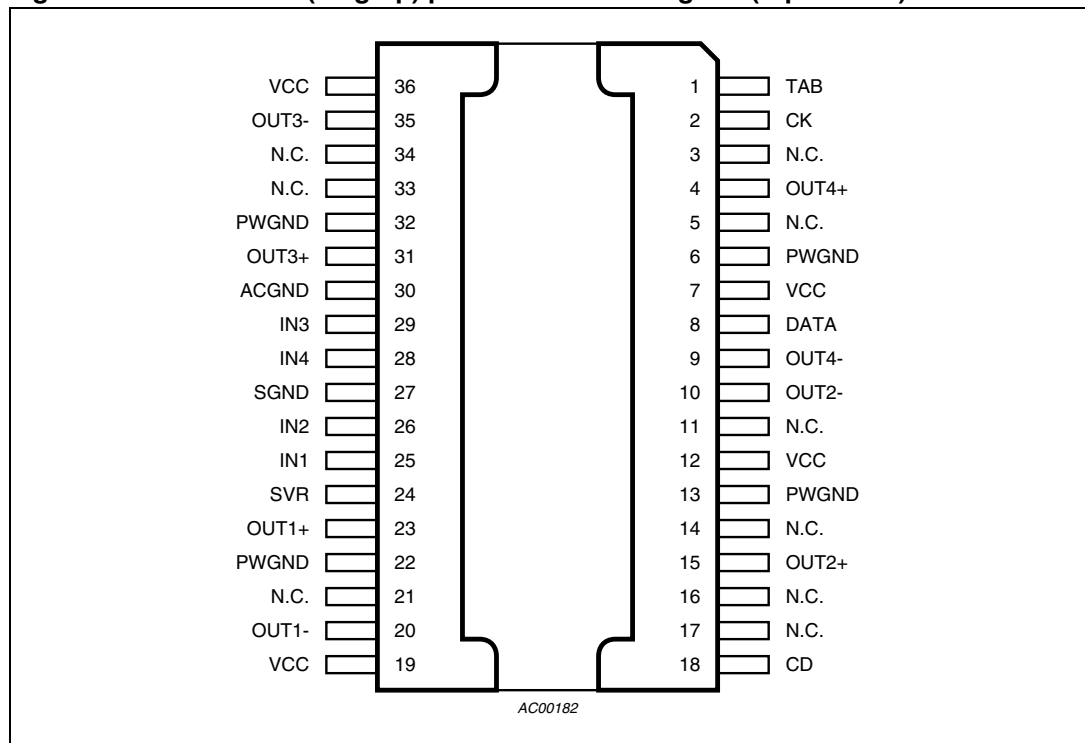 VCC 36 1 TAB
OUT3- 35 2 CK
N.C. 34 3 N.C.
N.C. 33 4 OUT4+
PWGND 32 5 N.C.
OUT3+ 31 6 PWGND
ACGND 30 7 VCC
IN3 29 8 DATA
IN4 28 9 OUT4-
SGND 27 10 OUT2-
IN2 26 11 N.C.
IN1 25 12 VCC
SVR 24 13 PWGND
OUT1+ 23 14 N.C.
PWGND 22 15 OUT2+
N.C. 21 16 N.C.
OUT1- 20 17 N.C.
VCC 19 18 CD
AC00182